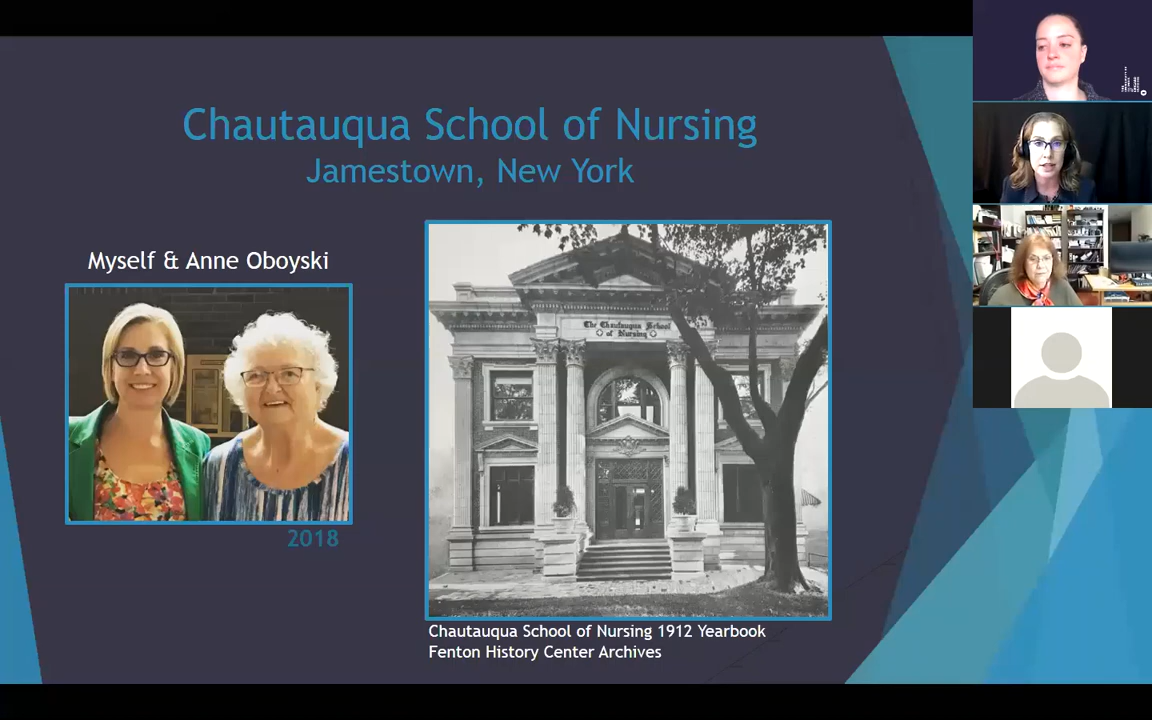 Chautauqua School of Nursing
Jamestown, New York
Myself & Anne Oboyski
2018
The Chautauqua School
of Nursing
Chautauqua School of Nursing 1912 Yearbook
Fenton History Center Archives